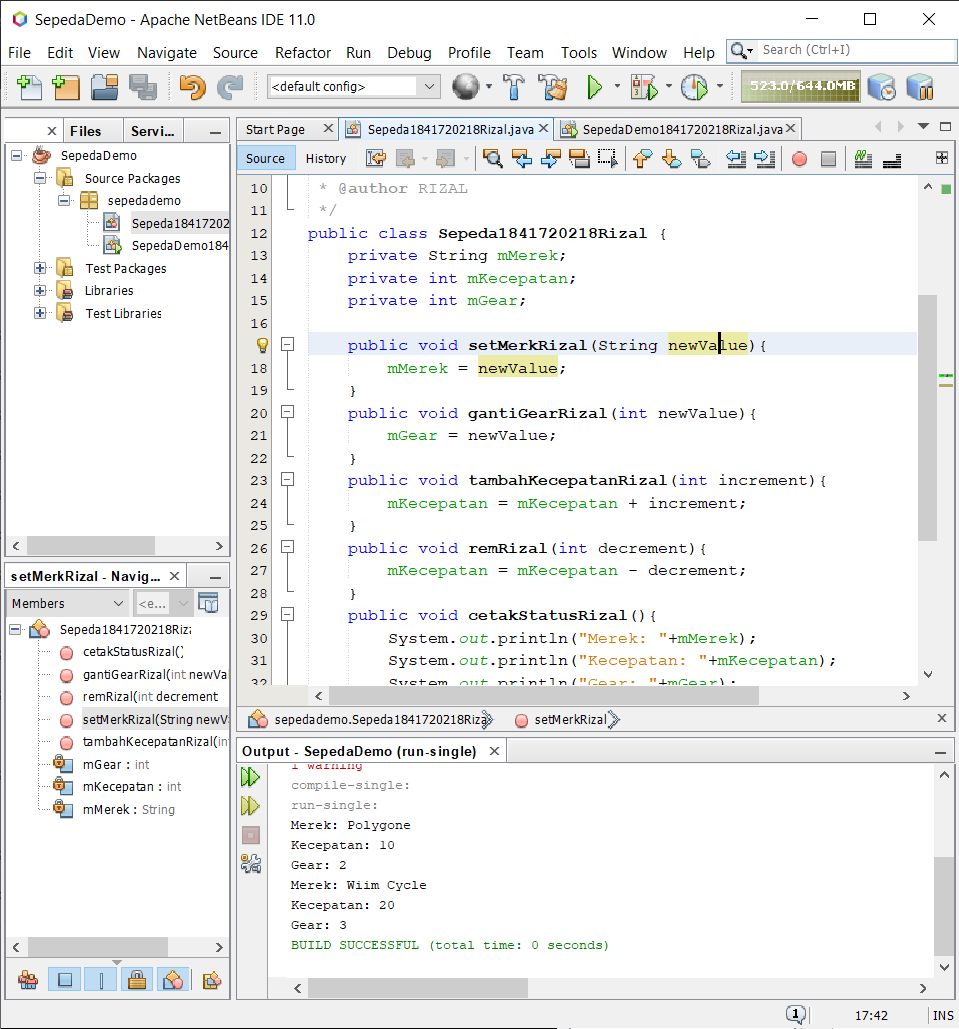 SepedaDemo - Apache NetBeans IDE 11.0
File Edit View Navigate Source Refactor Run Debug Profile Team Tools Window Help Search (Ctrl+I)
<default config> 523.0/644.0MB
Files Servi...
SepedaDemo
Source Packages
sepedademo
Sepeda1841720
SepedaDemo184
Test Packages
Libraries
Test Libraries
setMerkRizal - Navig...
Members <e...
Sepeda1841720218Riza
cetakStatusRizal()
gantiGearRizal(int newVal
remRizal(int decrement
setMerkRizal(String newV
tambahKecepatanRizal(in
mGear : int
mKecepatan : int
mMerek : String
Start Page Sepeda1841720218Rizal.java SepedaDemo1841720218Rizal.java
Source History
10 * @author RIZAL
11 */
12 public class Sepeda1841720218Rizal {
13 private String mMerek;
14 private int mKecepatan;
15 private int mGear;
16
public void setMerkRizal(String newValue){
18 mMerek = newValue;
19 }
20 public void gantiGearRizal(int newValue){
21 mGear = newValue;
22 }
23 public void tambahKecepatanRizal(int increment){
24 mKecepatan = mKecepatan + increment;
25 }
26 public void remRizal(int decrement){
27 mKecepatan = mKecepatan - decrement;
28 }
29 public void cetakStatusRizal(){
30 System.out.println("Merek: "+mMerek);
31 System.out.println("Kecepatan: "+mKecepatan);
32 System.out.println("Gear: "+mGear);
sepedademo.Sepeda1841720218Riza setMerkRizal
Output - SepedaDemo (run-single)
1 warning
compile-single:
run-single:
Merek: Polygone
Kecepatan: 10
Gear: 2
Merek: Wiim Cycle
Kecepatan: 20
Gear: 3
BUILD SUCCESSFUL (total time: 0 seconds)
1 17:42 INS